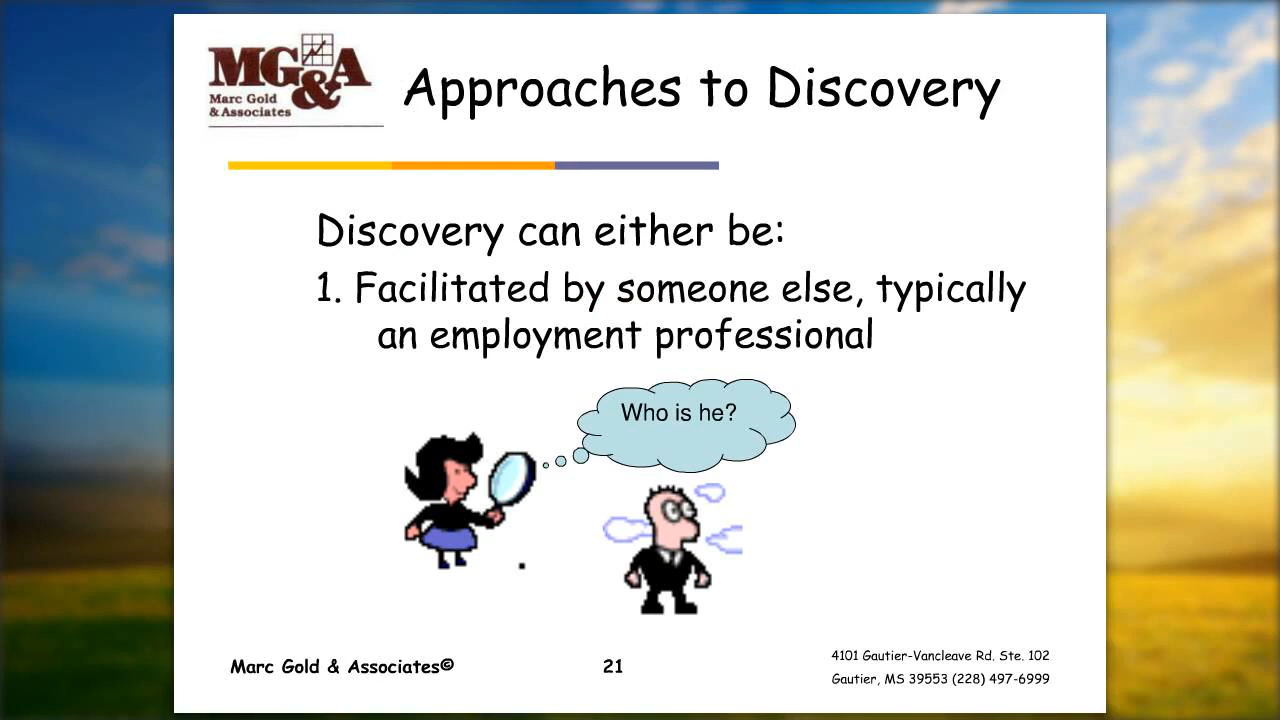 MG&A
Marc Gold
& Associates
Approaches to Discovery
Discovery can either be:
1. Facilitated by someone else, typically
an employment professional
Who is he?
Marc Gold & Associates©
21
4101 Gautier-Vancleave Rd. Ste. 102
Gautier, MS 39553 (228) 497-6999